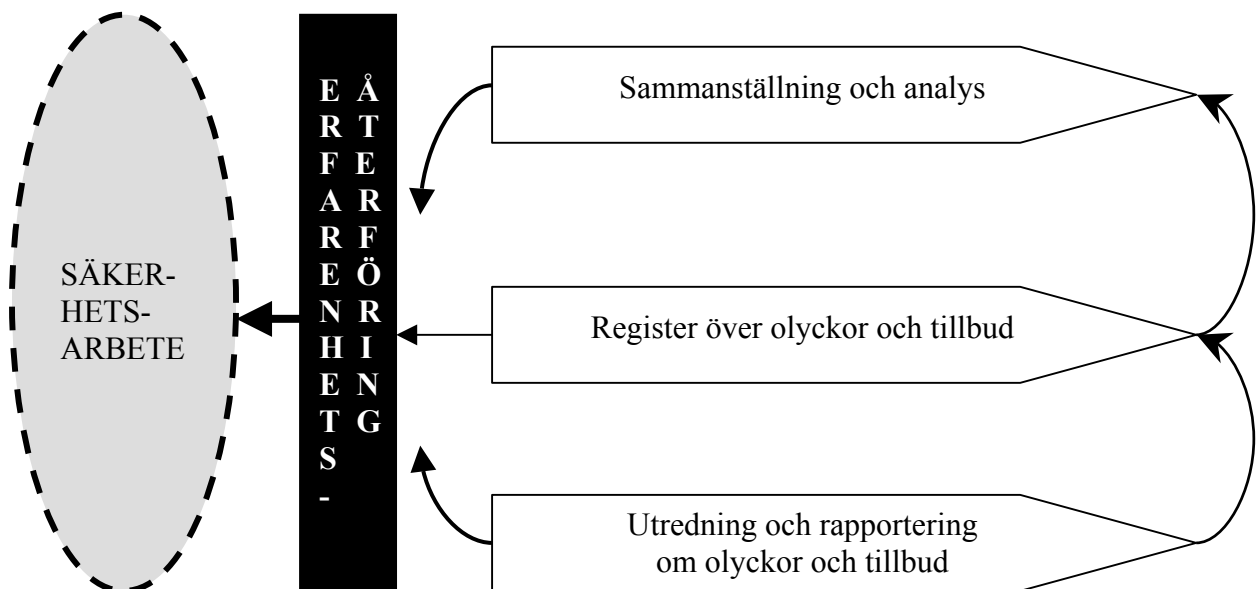 SÄKER-
HETS-
ARBETE
ERFARENHETS-
ÅTERFÖRING
Sammanställning och analys
Register över olyckor och tillbud
Utredning och rapportering
om olyckor och tillbud